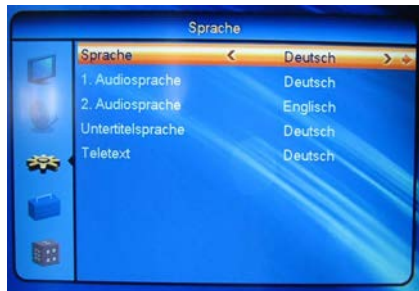 Sprache
Sprache < Deutsch >
1. Audiosprache Deutsch
2. Audiosprache Englisch
Untertitelsprache Deutsch
Teletext Deutsch